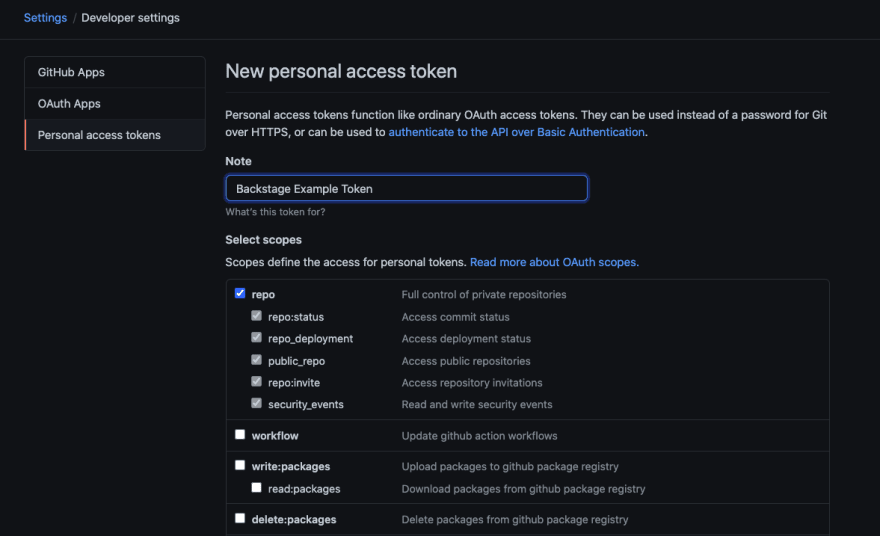 Settings / Developer settings
GitHub Apps
OAuth Apps
Personal access tokens
New personal access token
Personal access tokens function like ordinary OAuth access tokens. They can be used instead of a password for Git
over HTTPS, or can be used to authenticate to the API over Basic Authentication.
Note
Backstage Example Token
What's this token for?
Select scopes
Scopes define the access for personal tokens. Read more about OAuth scopes.
repo Full control of private repositories
repo:status Access commit status
repo_deployment Access deployment status
public_repo Access public repositories
repo:invite Access repository invitations
security_events Read and write security events
workflow Update github action workflows
write:packages Upload packages to github package registry
read:packages Download packages from github package registry
delete:packages Delete packages from github package registry